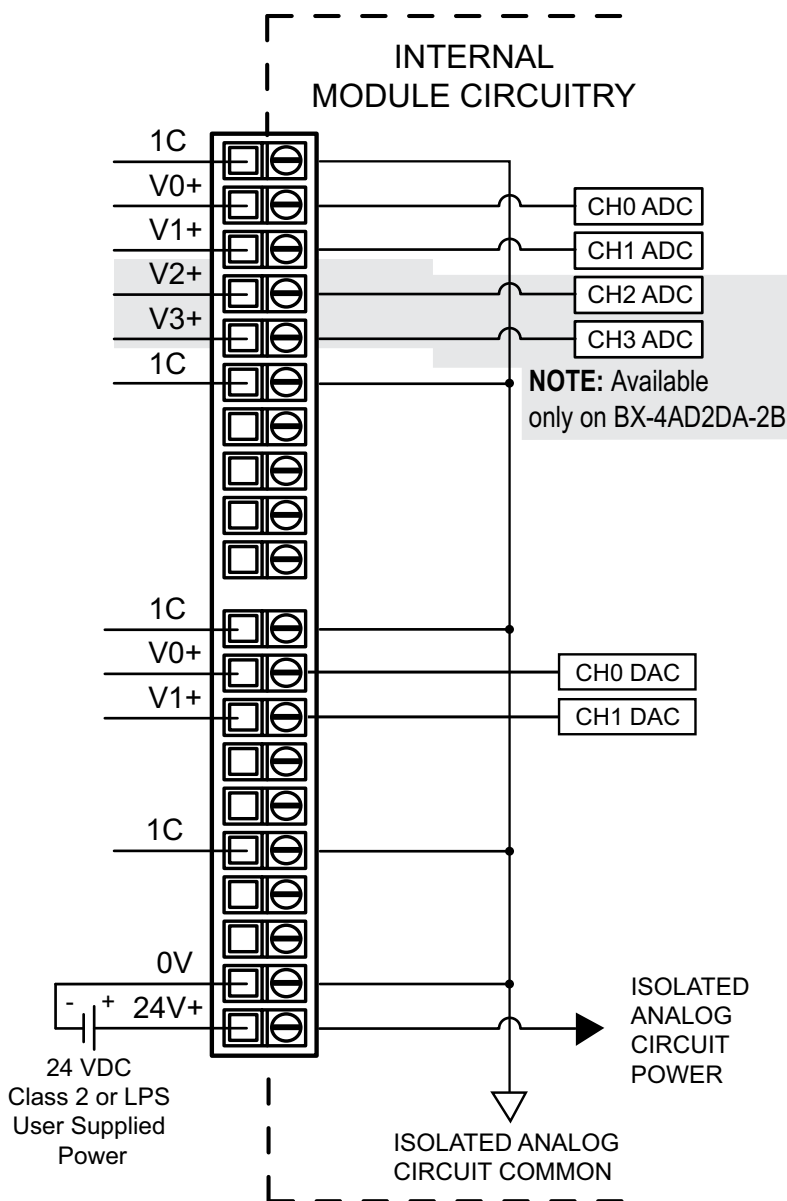 INTERNAL
MODULE CIRCUITRY
1C
V0+
CH0 ADC
V1+
CH1 ADC
V2+
CH2 ADC
V3+
CH3 ADC
1C
NOTE: Available
only on BX-4AD2DA-2B
1C
V0+
CH0 DAC
V1+
CH1 DAC
1C
0V
- + 24V+
24 VDC
Class 2 or LPS
User Supplied
Power
ISOLATED
ANALOG
CIRCUIT
POWER
ISOLATED ANALOG
CIRCUIT COMMON